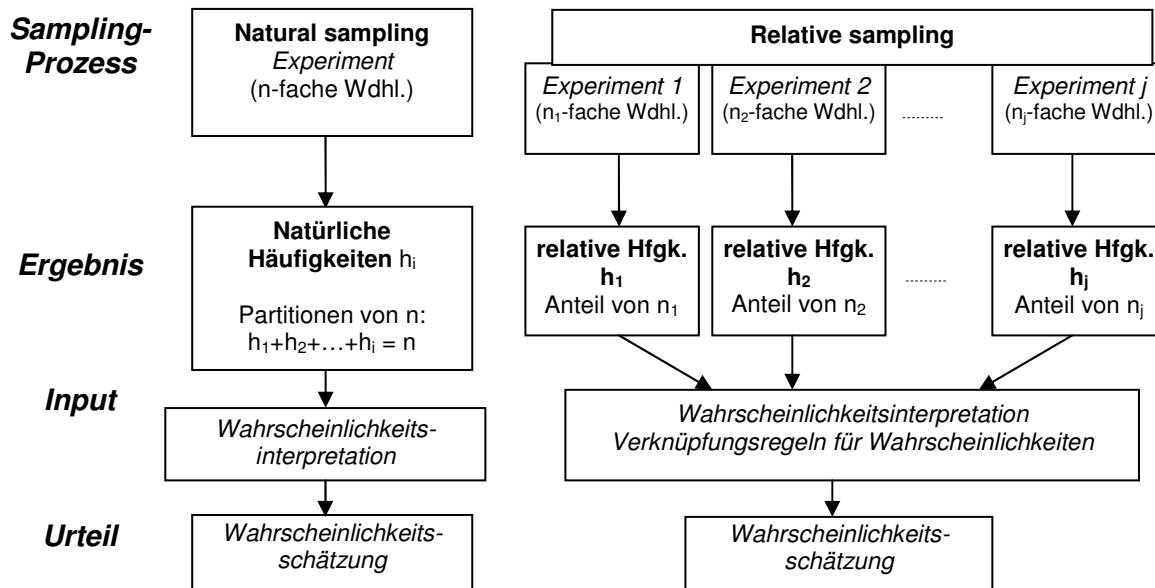 Sampling-
Prozess
Natural sampling
Experiment
(n-fache Wdhl.)
Relative sampling
Experiment 1
(n₁-fache Wdhl.)
Experiment 2
(n₂-fache Wdhl.)
.........
Experiment j
(nⱼ-fache Wdhl.)
Ergebnis
Natürliche
Häufigkeiten hᵢ
Partitionen von n:
h₁+h₂+…+hᵢ = n
relative Hfgk.
h₁
Anteil von n₁
relative Hfgk.
h₂
Anteil von n₂
.........
relative Hfgk.
hⱼ
Anteil von nⱼ
Input
Wahrscheinlichkeits-
interpretation
Wahrscheinlichkeitsinterpretation
Verknüpfungsregeln für Wahrscheinlichkeiten
Urteil
Wahrscheinlichkeits-
schätzung
Wahrscheinlichkeits-
schätzung